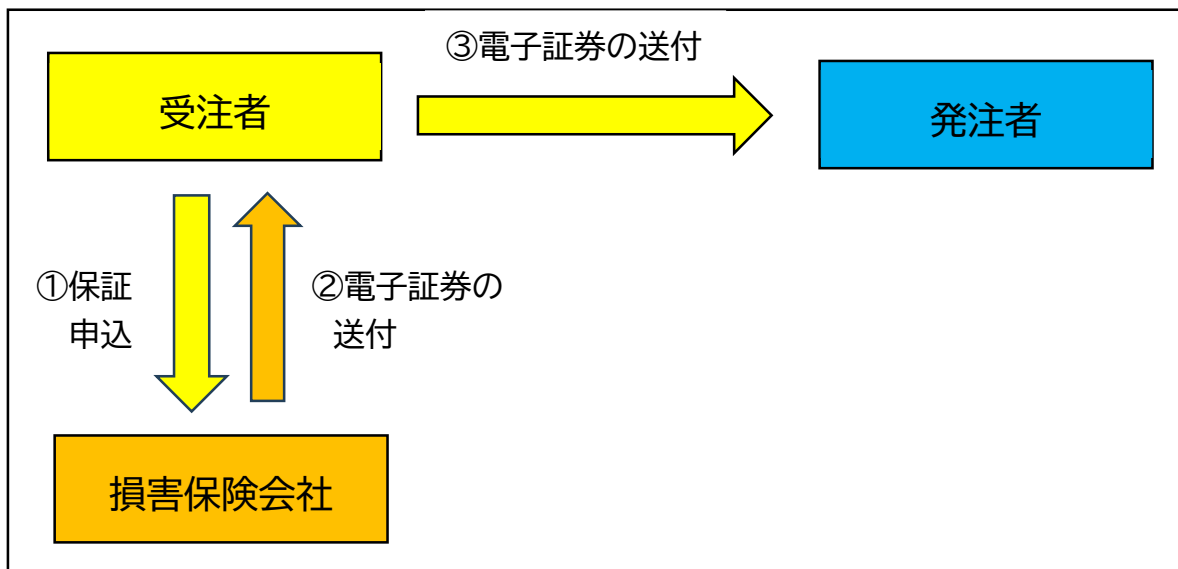 ③電子証券の送付
受注者
発注者
①保証
申込
②電子証券の
送付
損害保険会社